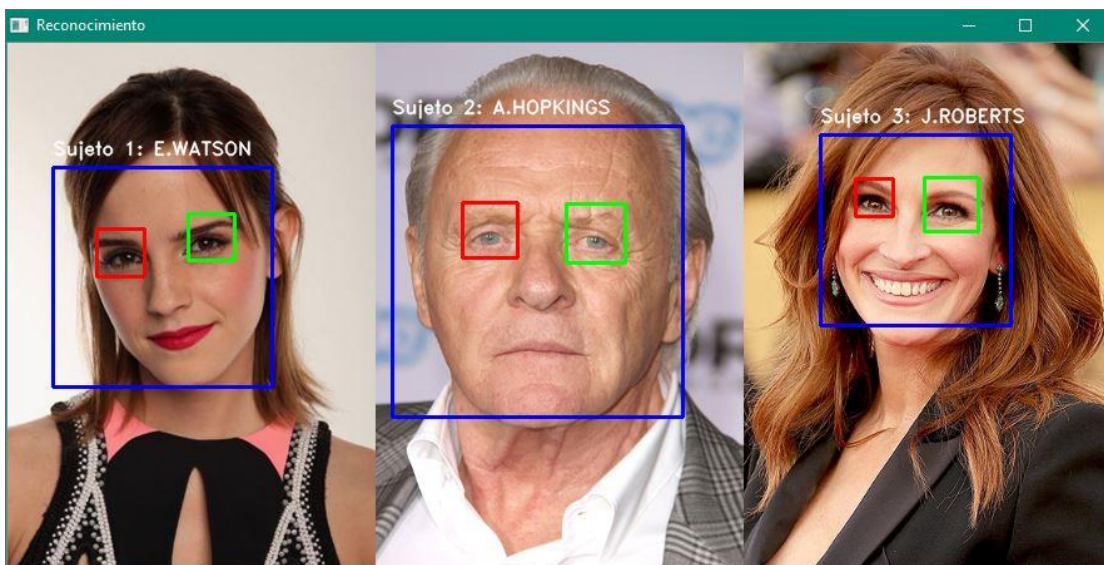 Reconocimiento
Sujeto 1: E.WATSON
Sujeto 2: A.HOPKINGS
Sujeto 3: J.ROBERTS